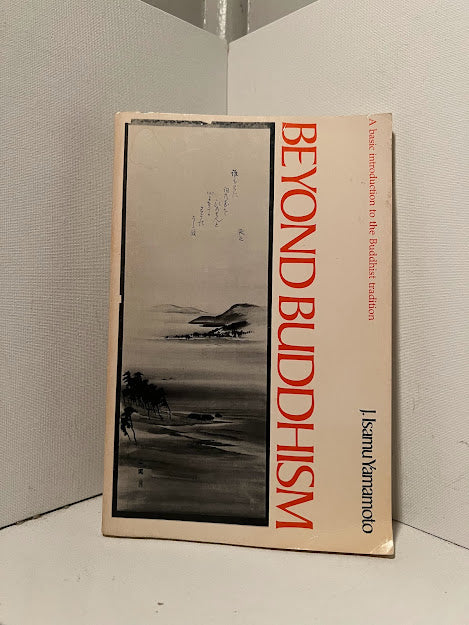 A basic introduction to the Buddhist tradition
BEYOND BUDDHISM
J. Isamu Yamamoto